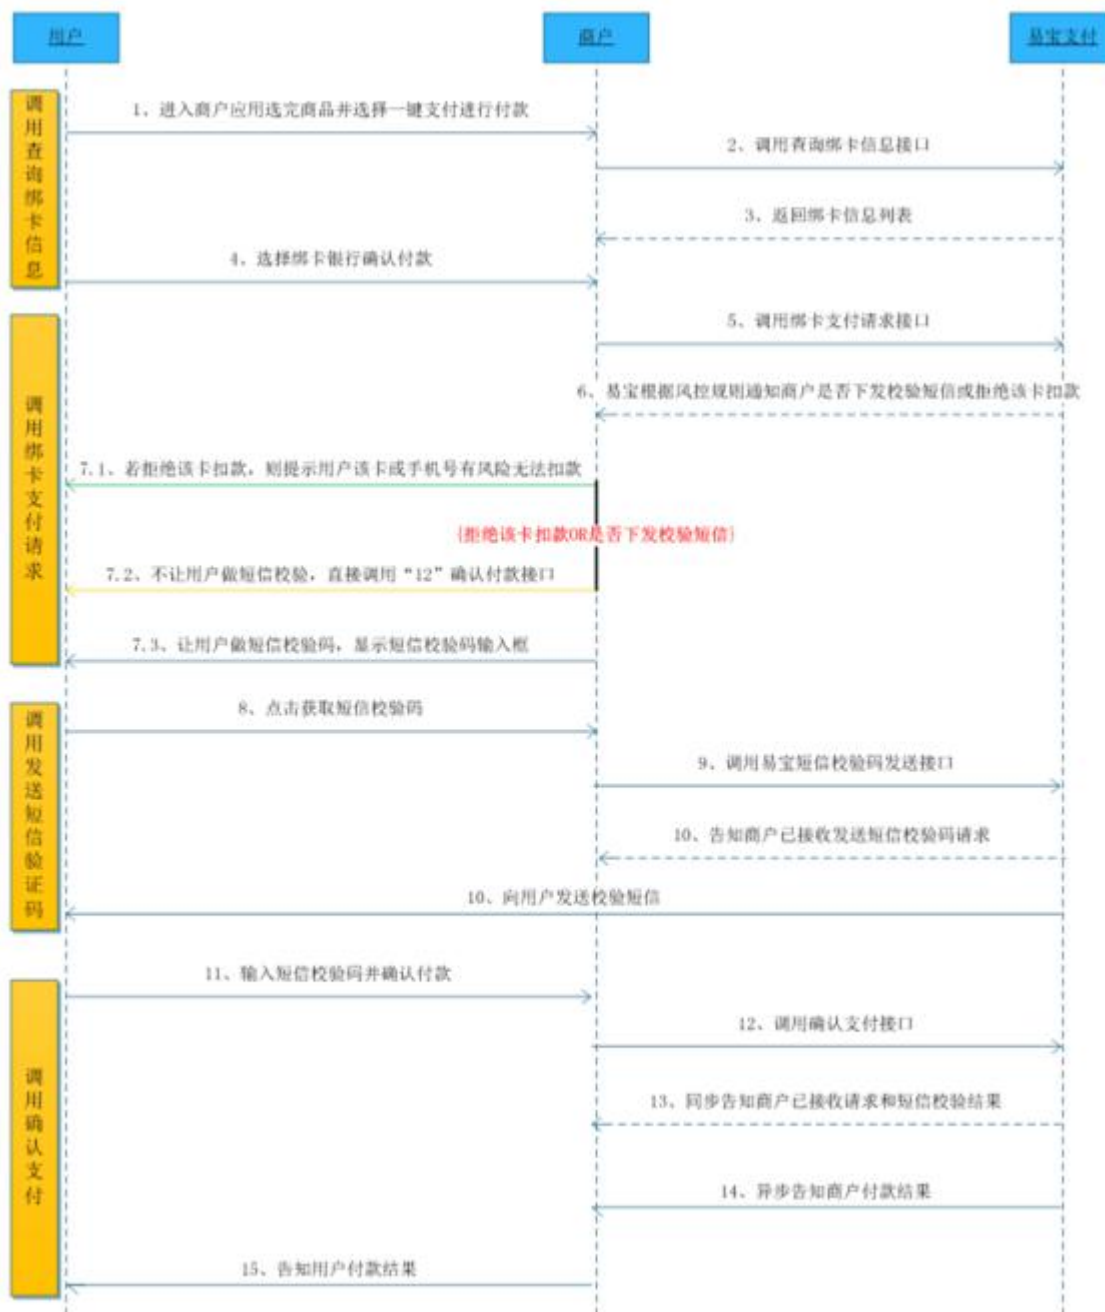 用户
商户
易宝支付
调用查询绑卡信息
1、进入商户应用选完商品并选择一键支付进行付款
2、调用查询绑卡信息接口
3、返回绑卡信息列表
4、选择绑卡银行确认付款
调用绑卡支付请求
5、调用绑卡支付请求接口
6、易宝根据风控规则通知商户是否下发校验短信或拒绝该卡扣款
7.1、若拒绝该卡扣款，则提示用户该卡或手机号有风险无法扣款
{拒绝该卡扣款OR是否下发校验短信}
7.2、不让用户做短信校验，直接调用“12”确认付款接口
7.3、让用户做短信校验码，显示短信校验码输入框
调用发送短信验证码
8、点击获取短信校验码
9、调用易宝短信校验码发送接口
10、告知商户已接收发送短信校验码请求
10、向用户发送校验短信
调用确认支付
11、输入短信校验码并确认付款
12、调用确认支付接口
13、同步告知商户已接收请求和短信校验结果
14、异步告知商户付款结果
15、告知用户付款结果